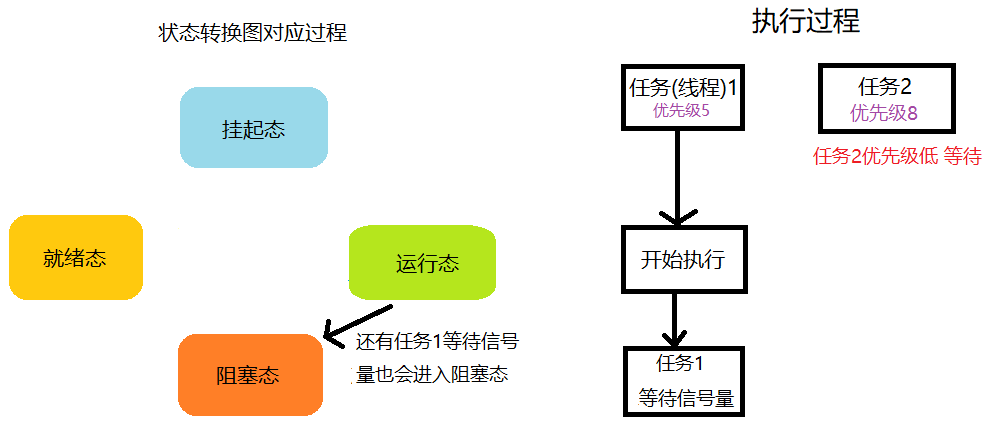 状态转换图对应过程
挂起态
就绪态
运行态
还有任务1等待信号
量也会进入阻塞态
阻塞态
执行过程
任务(线程)1
优先级5
任务2
优先级8
任务2优先级低 等待
开始执行
任务1
等待信号量